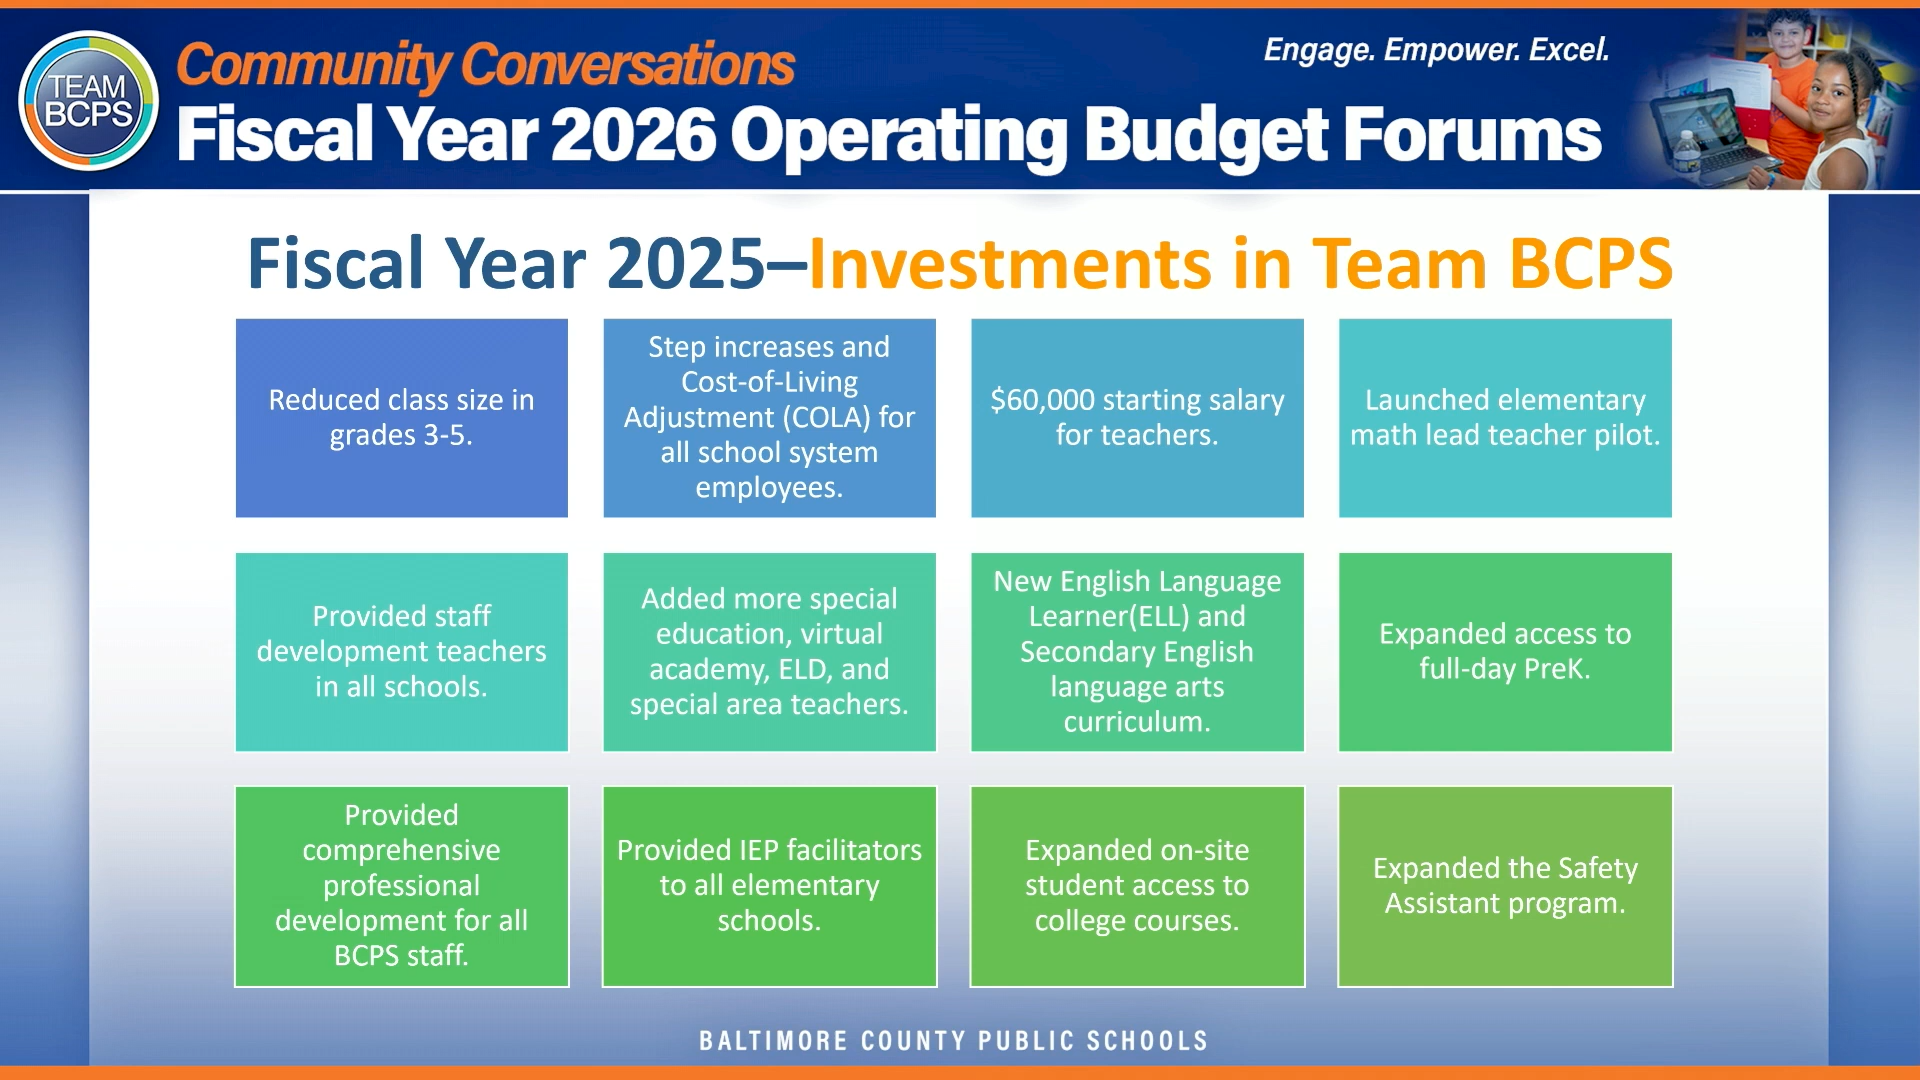 TEAM
BCPS
Community Conversations
Fiscal Year 2026 Operating Budget Forums
Engage. Empower. Excel.
Fiscal Year 2025–Investments in Team BCPS
Reduced class size in
grades 3-5.
Step increases and
Cost-of-Living
Adjustment (COLA) for
all school system
employees.
$60,000 starting salary
for teachers.
Launched elementary
math lead teacher pilot.
Provided staff
development teachers
in all schools.
Added more special
education, virtual
academy, ELD, and
special area teachers.
New English Language
Learner(ELL) and
Secondary English
language arts
curriculum.
Expanded access to
full-day PreK.
Provided
comprehensive
professional
development for all
BCPS staff.
Provided IEP facilitators
to all elementary
schools.
Expanded on-site
student access to
college courses.
Expanded the Safety
Assistant program.
BALTIMORE COUNTY PUBLIC SCHOOLS